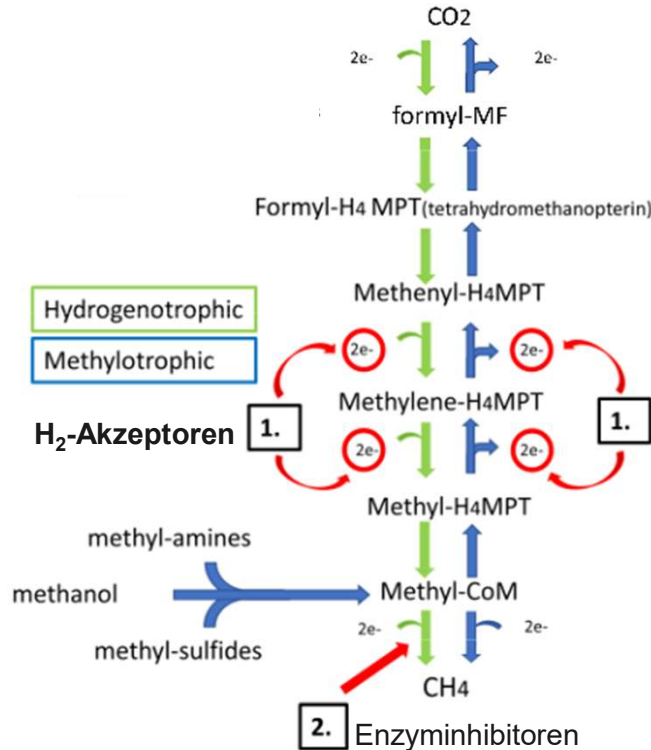 CO2
2e-
2e-
formyl-MF
Formyl-H4 MPT(tetrahydromethanopterin)
Methenyl-H4MPT
Hydrogenotrophic
Methylotrophic
2e-
2e-
Methylene-H4MPT
H2-Akzeptoren
1.
1.
2e-
2e-
Methyl-H4MPT
methyl-amines
methanol
Methyl-CoM
methyl-sulfides
2e-
2e-
CH4
2.
Enzyminhibitoren